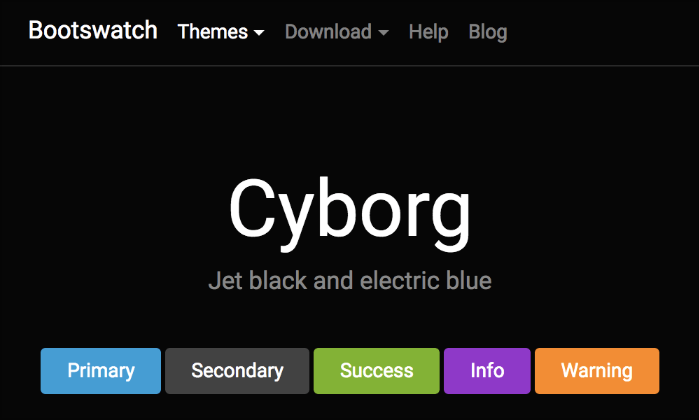 Bootswatch Themes Download Help Blog
Cyborg
Jet black and electric blue
Primary Secondary Success Info Warning